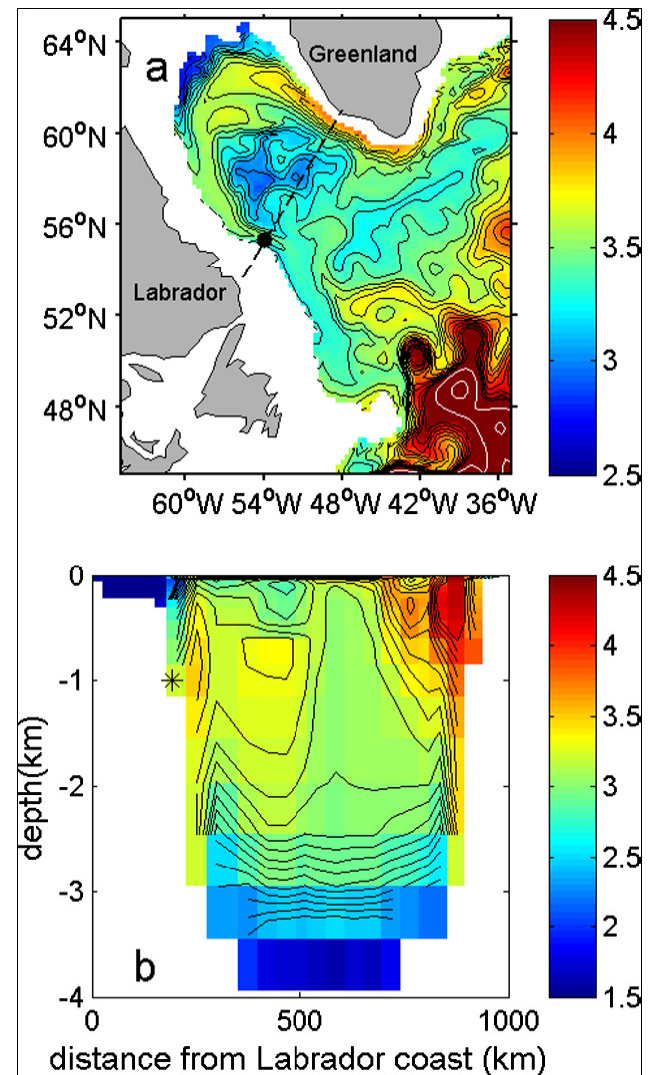 64°N
60°N
56°N
52°N
48°N
a
Greenland
Labrador
60°W 54°W 48°W 42°W 36°W
4.5
4
3.5
3
2.5
0
-1
-2
-3
-4
depth(km)
b
0 500 1000
distance from Labrador coast (km)
4.5
4
3.5
3
2.5
2
1.5